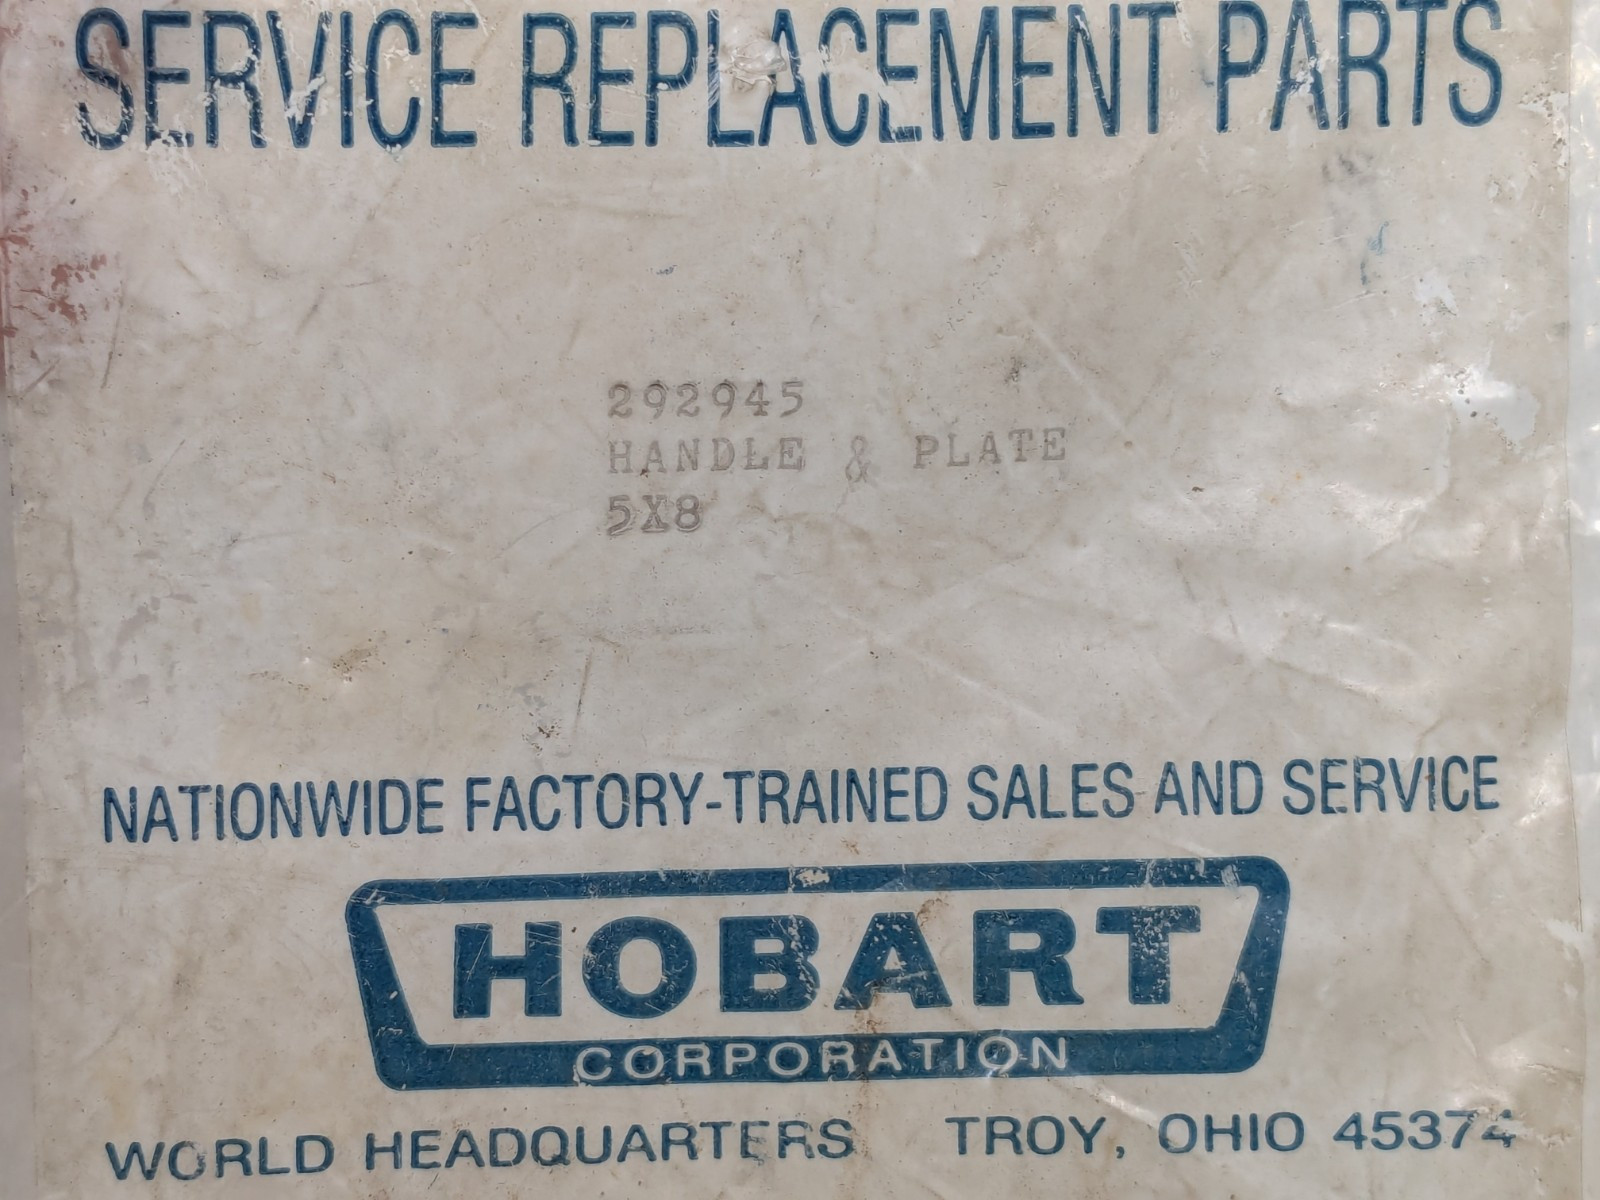 SERVICE REPLACEMENT PARTS
292945
HANDLE & PLATE
5X8
NATIONWIDE FACTORY-TRAINED SALES AND SERVICE
HOBART
CORPORATION
WORLD HEADQUARTERS TROY, OHIO 45374